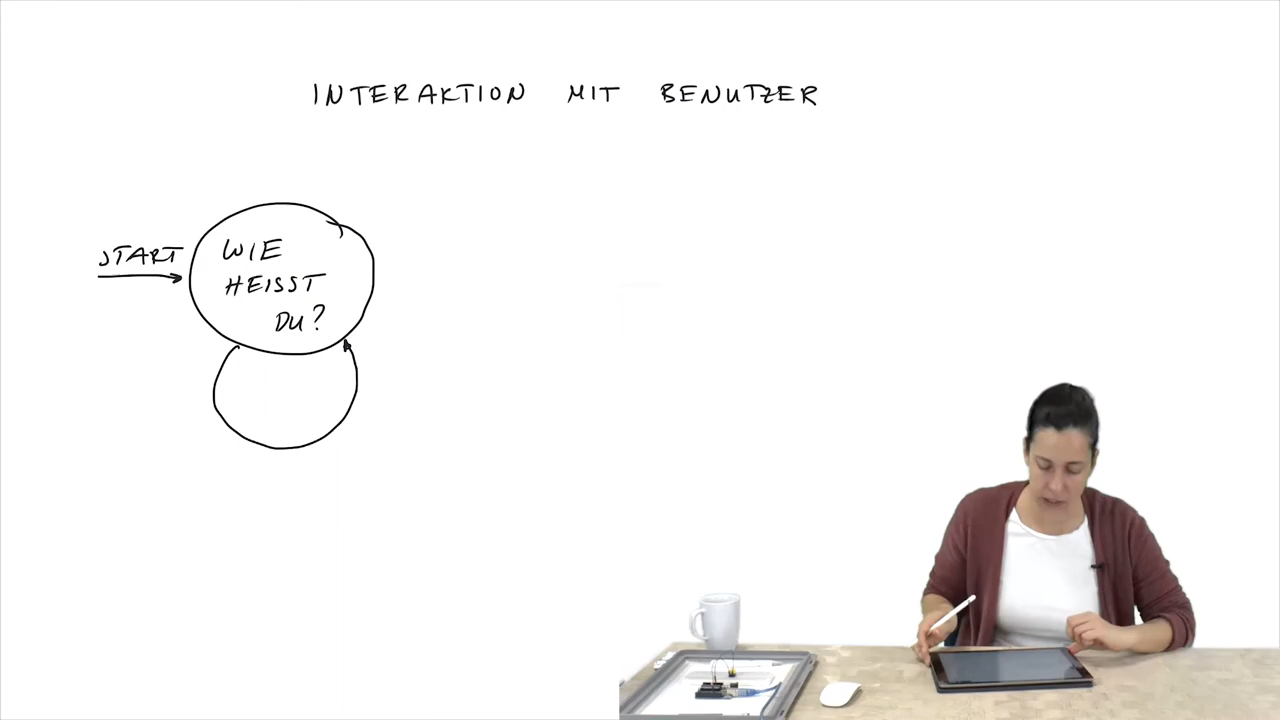 INTERAKTION MIT BENUTZER
START
WIE
HEISST
DU?